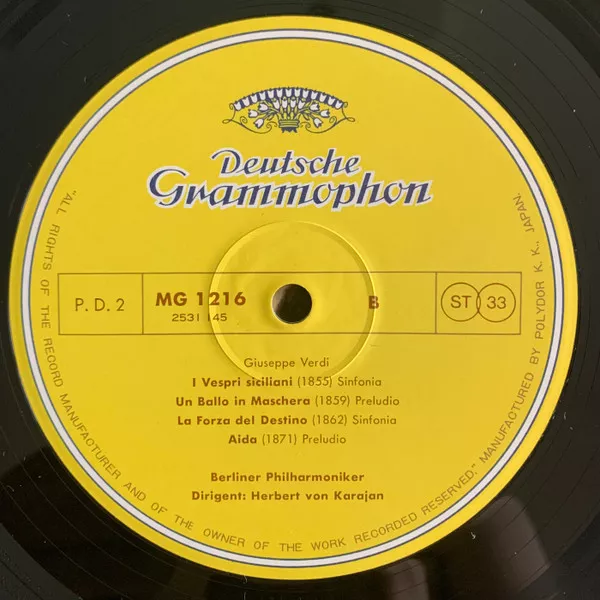 Deutsche
Grammophon
P. D. 2
MG 1216
2531 145
B
ST 33
Giuseppe Verdi
I Vespri siciliani (1855) Sinfonia
Un Ballo in Maschera (1859) Preludio
La Forza del Destino (1862) Sinfonia
Aida (1871) Preludio
Berliner Philharmoniker
Dirigent: Herbert von Karajan
"ALL RIGHTS OF THE RECORD MANUFACTURER AND OF THE OWNER OF THE WORK RECORDED RESERVED." MANUFACTURED BY POLYDOR K. K., JAPAN.